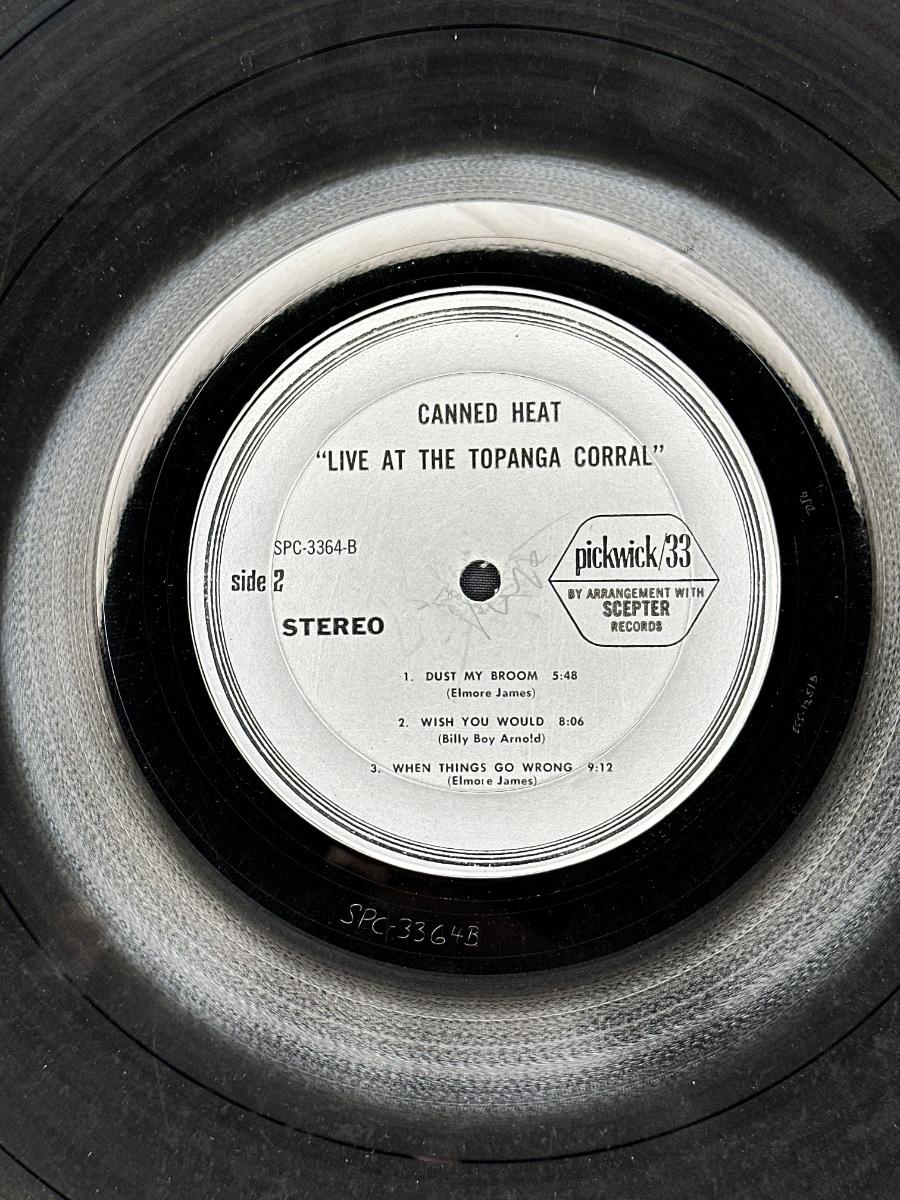 CANNED HEAT
“LIVE AT THE TOPANGA CORRAL”
SPC-3364-B
side 2
STEREO
pickwick/33
BY ARRANGEMENT WITH
SCEPTER
RECORDS
1. DUST MY BROOM 5:48
(Elmore James)
2. WISH YOU WOULD 8:06
(Billy Boy Arnold)
3. WHEN THINGS GO WRONG 9:12
(Elmore James)
SPC-3364B